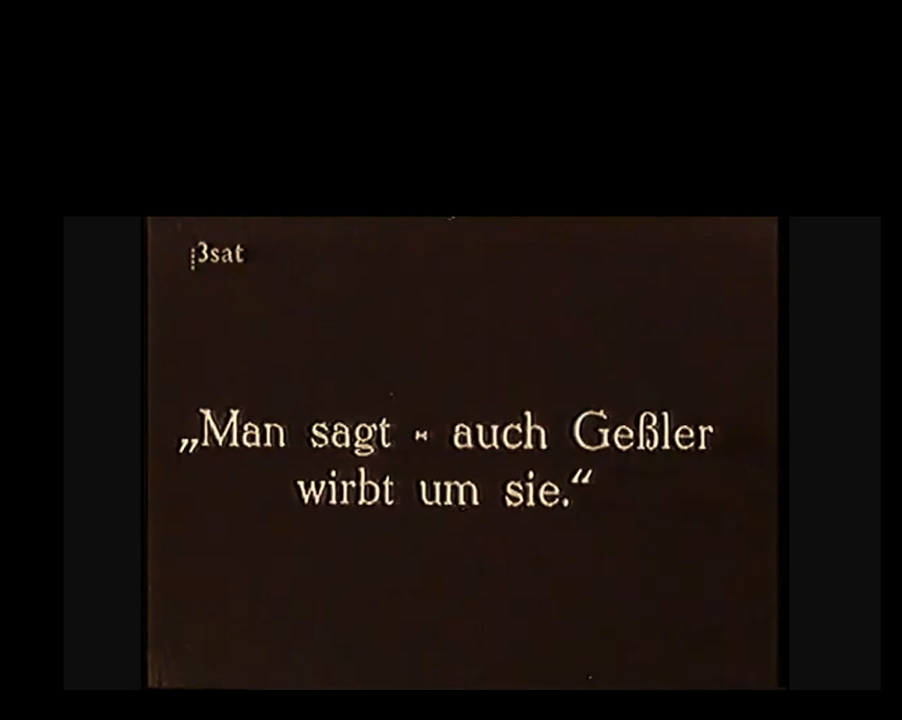 3sat
„Man sagt - auch Geßler
wirbt um sie.“